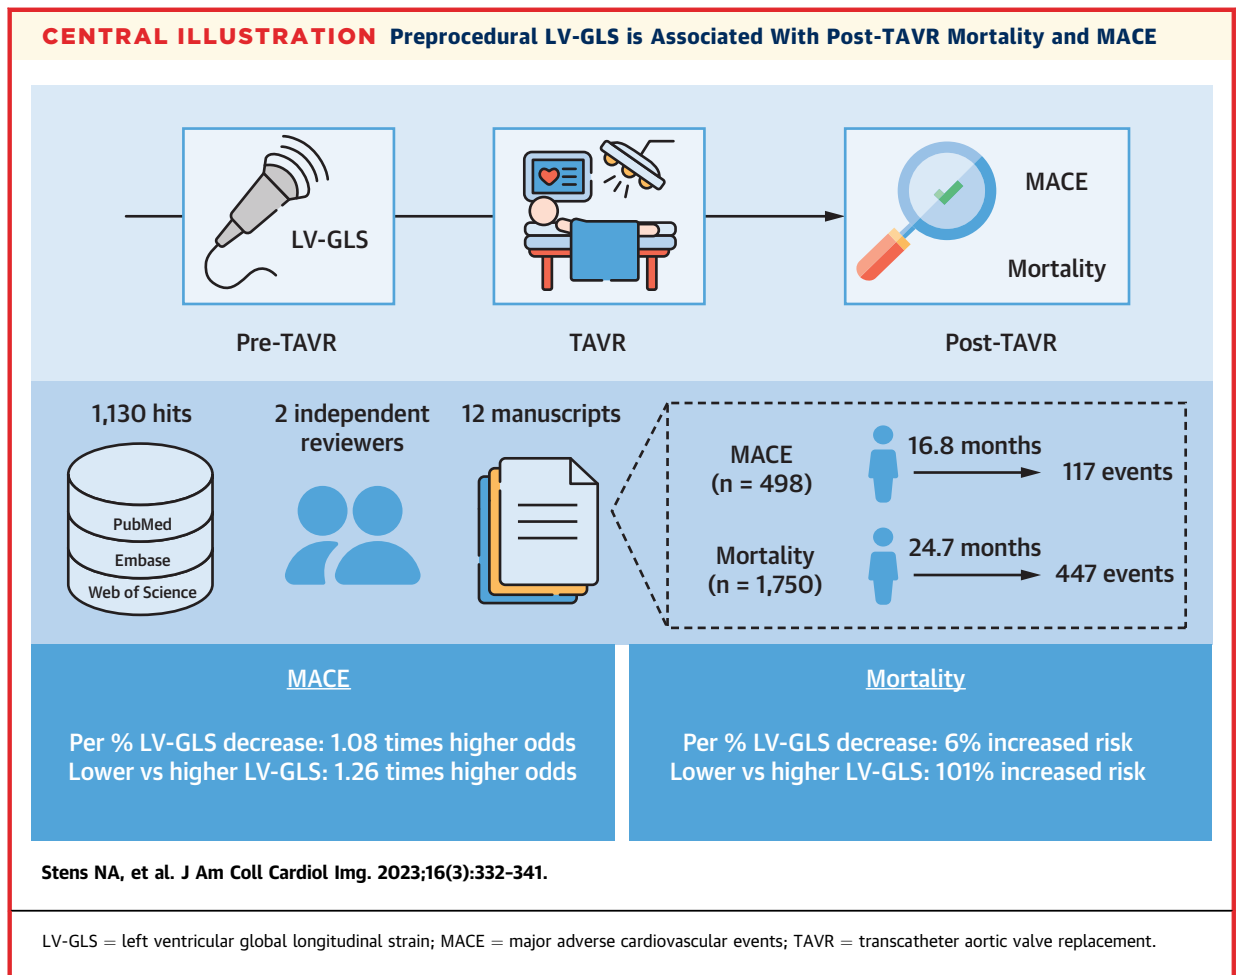 CENTRAL ILLUSTRATION Preprocedural LV-GLS is Associated With Post-TAVR Mortality and MACE
LV-GLS
MACE
Mortality
Pre-TAVR
TAVR
Post-TAVR
1,130 hits
PubMed
Embase
Web of Science
2 independent
reviewers
12 manuscripts
MACE
(n = 498)
16.8 months
117 events
Mortality
(n = 1,750)
24.7 months
447 events
MACE
Per % LV-GLS decrease: 1.08 times higher odds
Lower vs higher LV-GLS: 1.26 times higher odds
Mortality
Per % LV-GLS decrease: 6% increased risk
Lower vs higher LV-GLS: 101% increased risk
Stens NA, et al. J Am Coll Cardiol Img. 2023;16(3):332–341.
LV-GLS = left ventricular global longitudinal strain; MACE = major adverse cardiovascular events; TAVR = transcatheter aortic valve replacement.